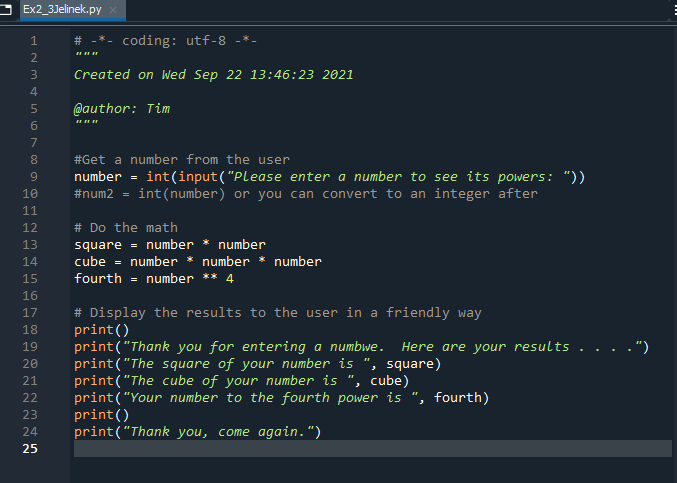 Ex2_3Jelinek.py ×
1 # -*- coding: utf-8 -*-
2 """
3 Created on Wed Sep 22 13:46:23 2021
4
5 @author: Tim
6 """
7
8 #Get a number from the user
9 number = int(input("Please enter a number to see its powers: "))
10 #num2 = int(number) or you can convert to an integer after
11
12 # Do the math
13 square = number * number
14 cube = number * number * number
15 fourth = number ** 4
16
17 # Display the results to the user in a friendly way
18 print()
19 print("Thank you for entering a numbwe.  Here are your results . . . .")
20 print("The square of your number is ", square)
21 print("The cube of your number is ", cube)
22 print("Your number to the fourth power is ", fourth)
23 print()
24 print("Thank you, come again.")
25